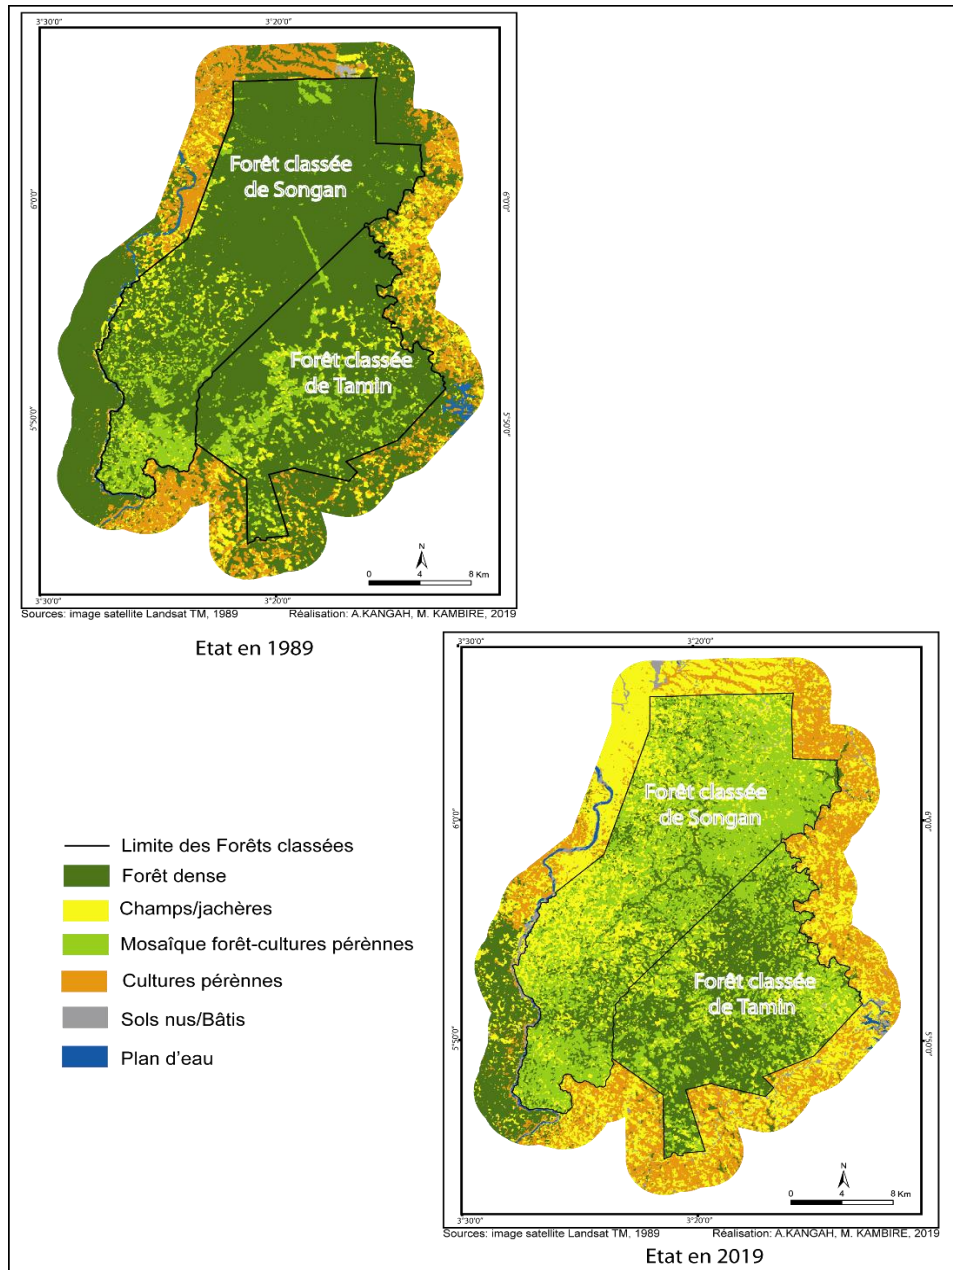 3°30'0"
3°20'0"
6°0'0"
6°0'0"
Forêt classée
de Songan
Forêt classée
de Tamin
5°50'0"
5°50'0"
N
0 4 8 Km
3°30'0"
3°20'0"
Sources: image satellite Landsat TM, 1989
Réalisation: A.KANGAH, M. KAMBIRE, 2019
Etat en 1989
3°30'0"
3°20'0"
Forêt classée
de Songan
6°0'0"
6°0'0"
Limite des Forêts classées
Forêt dense
Champs/jachères
Mosaîque forêt-cultures pérènnes
Cultures pérènnes
Sols nus/Bâtis
Plan d'eau
Forêt classée
de Tamin
5°50'0"
5°50'0"
N
0 4 8 Km
3°30'0"
3°20'0"
Sources: image satellite Landsat TM, 1989
Réalisation: A.KANGAH, M. KAMBIRE, 2019
Etat en 2019